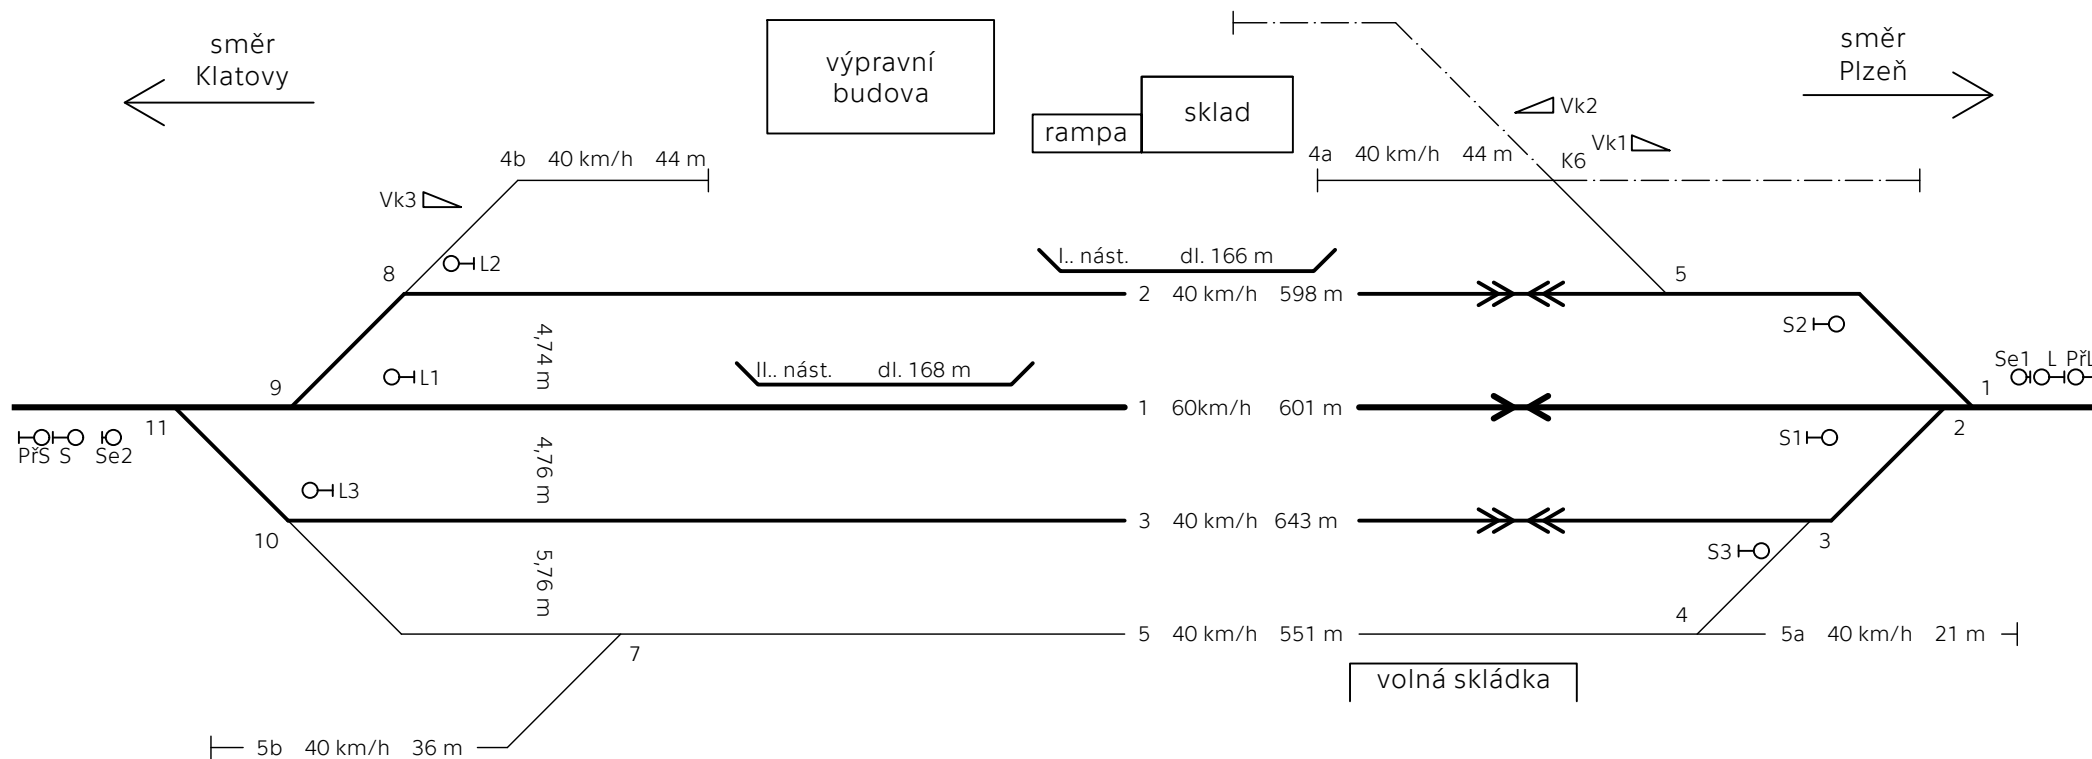 směr
Klatovy
výpravní
budova
sklad
rampa
směr
Plzeň
Vk2
Vk1
4b 40 km/h 44 m
4a 40 km/h 44 m
K6
Vk3
I.. nást. dl. 166 m
L2
8
5
2 40 km/h 598 m
S2
4,74 m
II.. nást. dl. 168 m
L1
9
Se1 L PřL
1
1 60km/h 601 m
11
2
PřS S Se2
S1
4,76 m
L3
3 40 km/h 643 m
10
3
S3
5,76 m
4
5 40 km/h 551 m
5a 40 km/h 21 m
7
volná skládka
5b 40 km/h 36 m